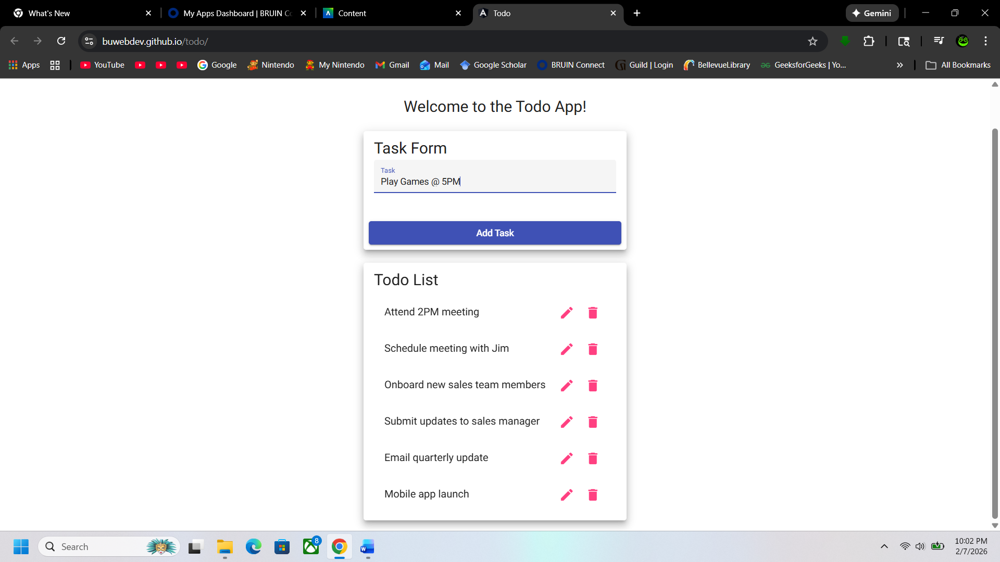 What's New
My Apps Dashboard | BRUIN Co
Content
Todo
Gemini
buwebdev.github.io/todo/
Apps
YouTube
Google
Nintendo
My Nintendo
Gmail
Mail
Google Scholar
BRUIN Connect
Guild | Login
BellevueLibrary
GeeksforGeeks | Yo...
All Bookmarks
Welcome to the Todo App!
Task Form
Task
Play Games @ 5PM
Add Task
Todo List
Attend 2PM meeting
Schedule meeting with Jim
Onboard new sales team members
Submit updates to sales manager
Email quarterly update
Mobile app launch
Search
8
W
10:02 PM
2/7/2026